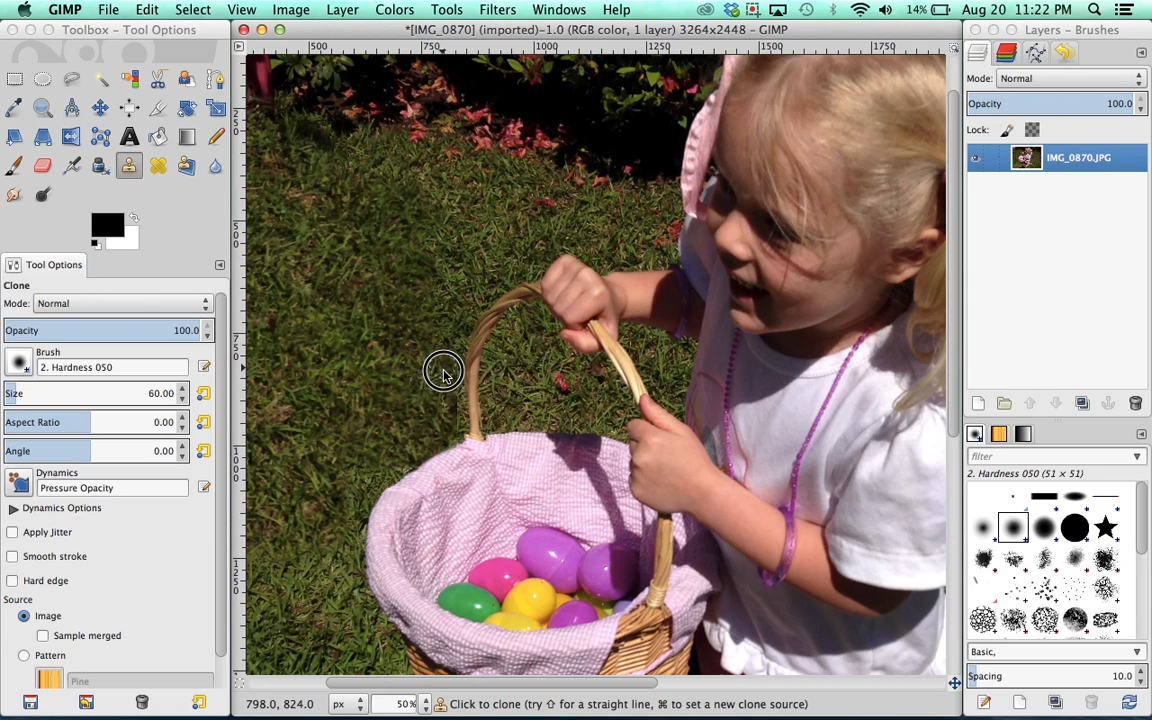 GIMP File Edit Select View Image Layer Colors Tools Filters Windows Help 14% Aug 20 11:22 PM
Toolbox - Tool Options
*[IMG_0870] (imported)-1.0 (RGB color, 1 layer) 3264x2448 – GIMP
Layers - Brushes
500 750 1000 1250 1500 1750
Mode: Normal
Opacity 100.0
Lock:
IMG_0870.JPG
Tool Options
Clone
Mode: Normal
Opacity 100.0
Brush
2. Hardness 050
Size 60.00
Aspect Ratio 0.00
Angle 0.00
Dynamics
Pressure Opacity
Dynamics Options
Apply Jitter
Smooth stroke
Hard edge
Source
Image
Sample merged
Pattern
Pine
250
500
750
1000
1250
filter
2. Hardness 050 (51 × 51)
Basic,
Spacing 10.0
798.0, 824.0 px 50% Click to clone (try ⇧ for a straight line, ⌘ to set a new clone source)